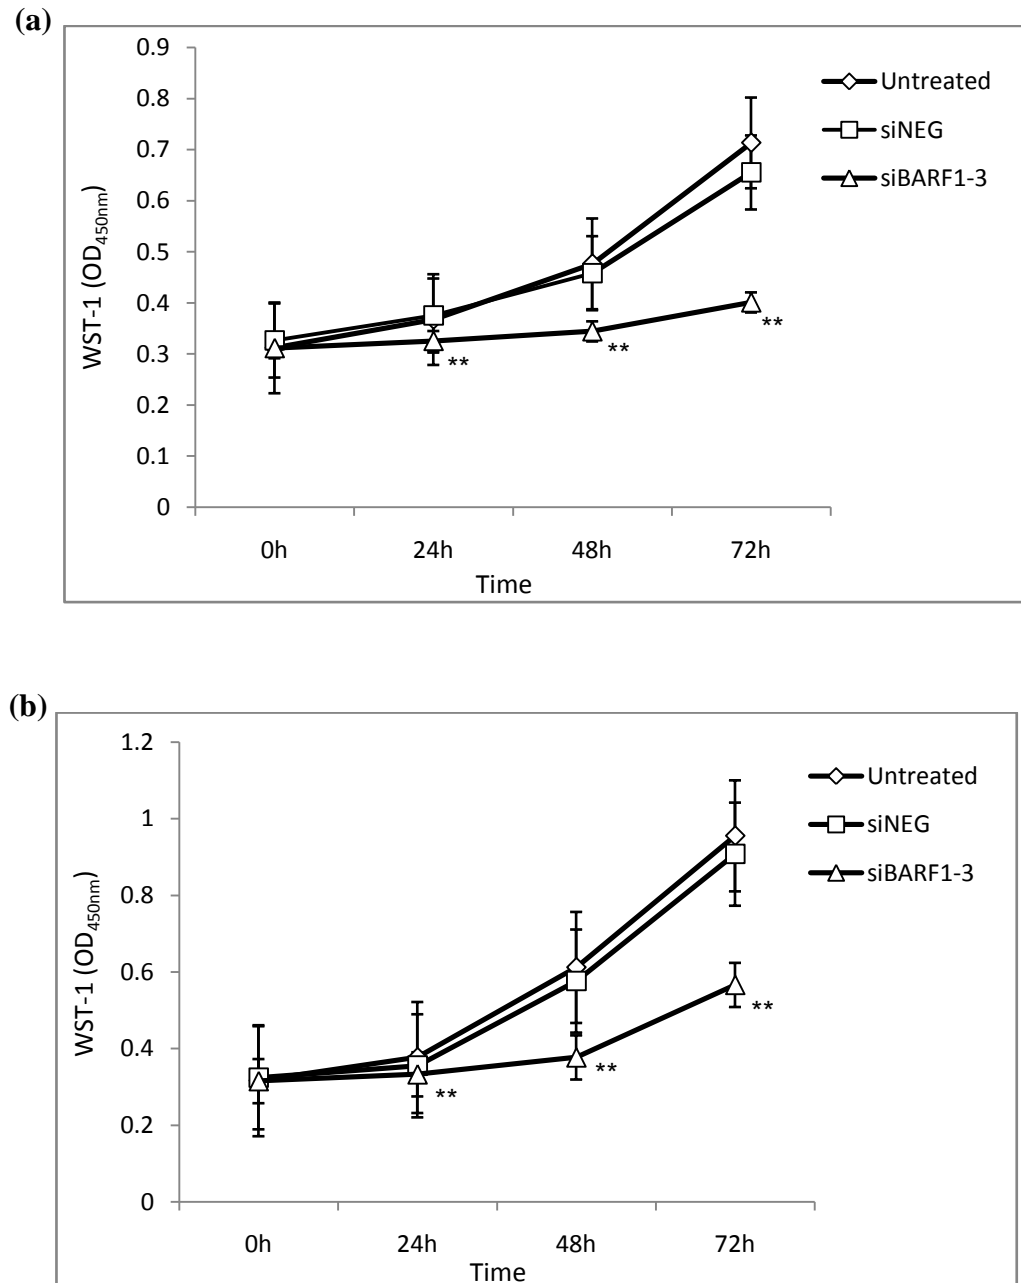 (a)
0.9
0.8
0.7
0.6
0.5
0.4
0.3
0.2
0.1
0
WST-1 (OD450nm)
Untreated
siNEG
siBARF1-3
**
**
**
0h 24h 48h 72h
Time
(b)
1.2
1
0.8
0.6
0.4
0.2
0
WST-1 (OD450nm)
Untreated
siNEG
siBARF1-3
**
**
**
0h 24h 48h 72h
Time